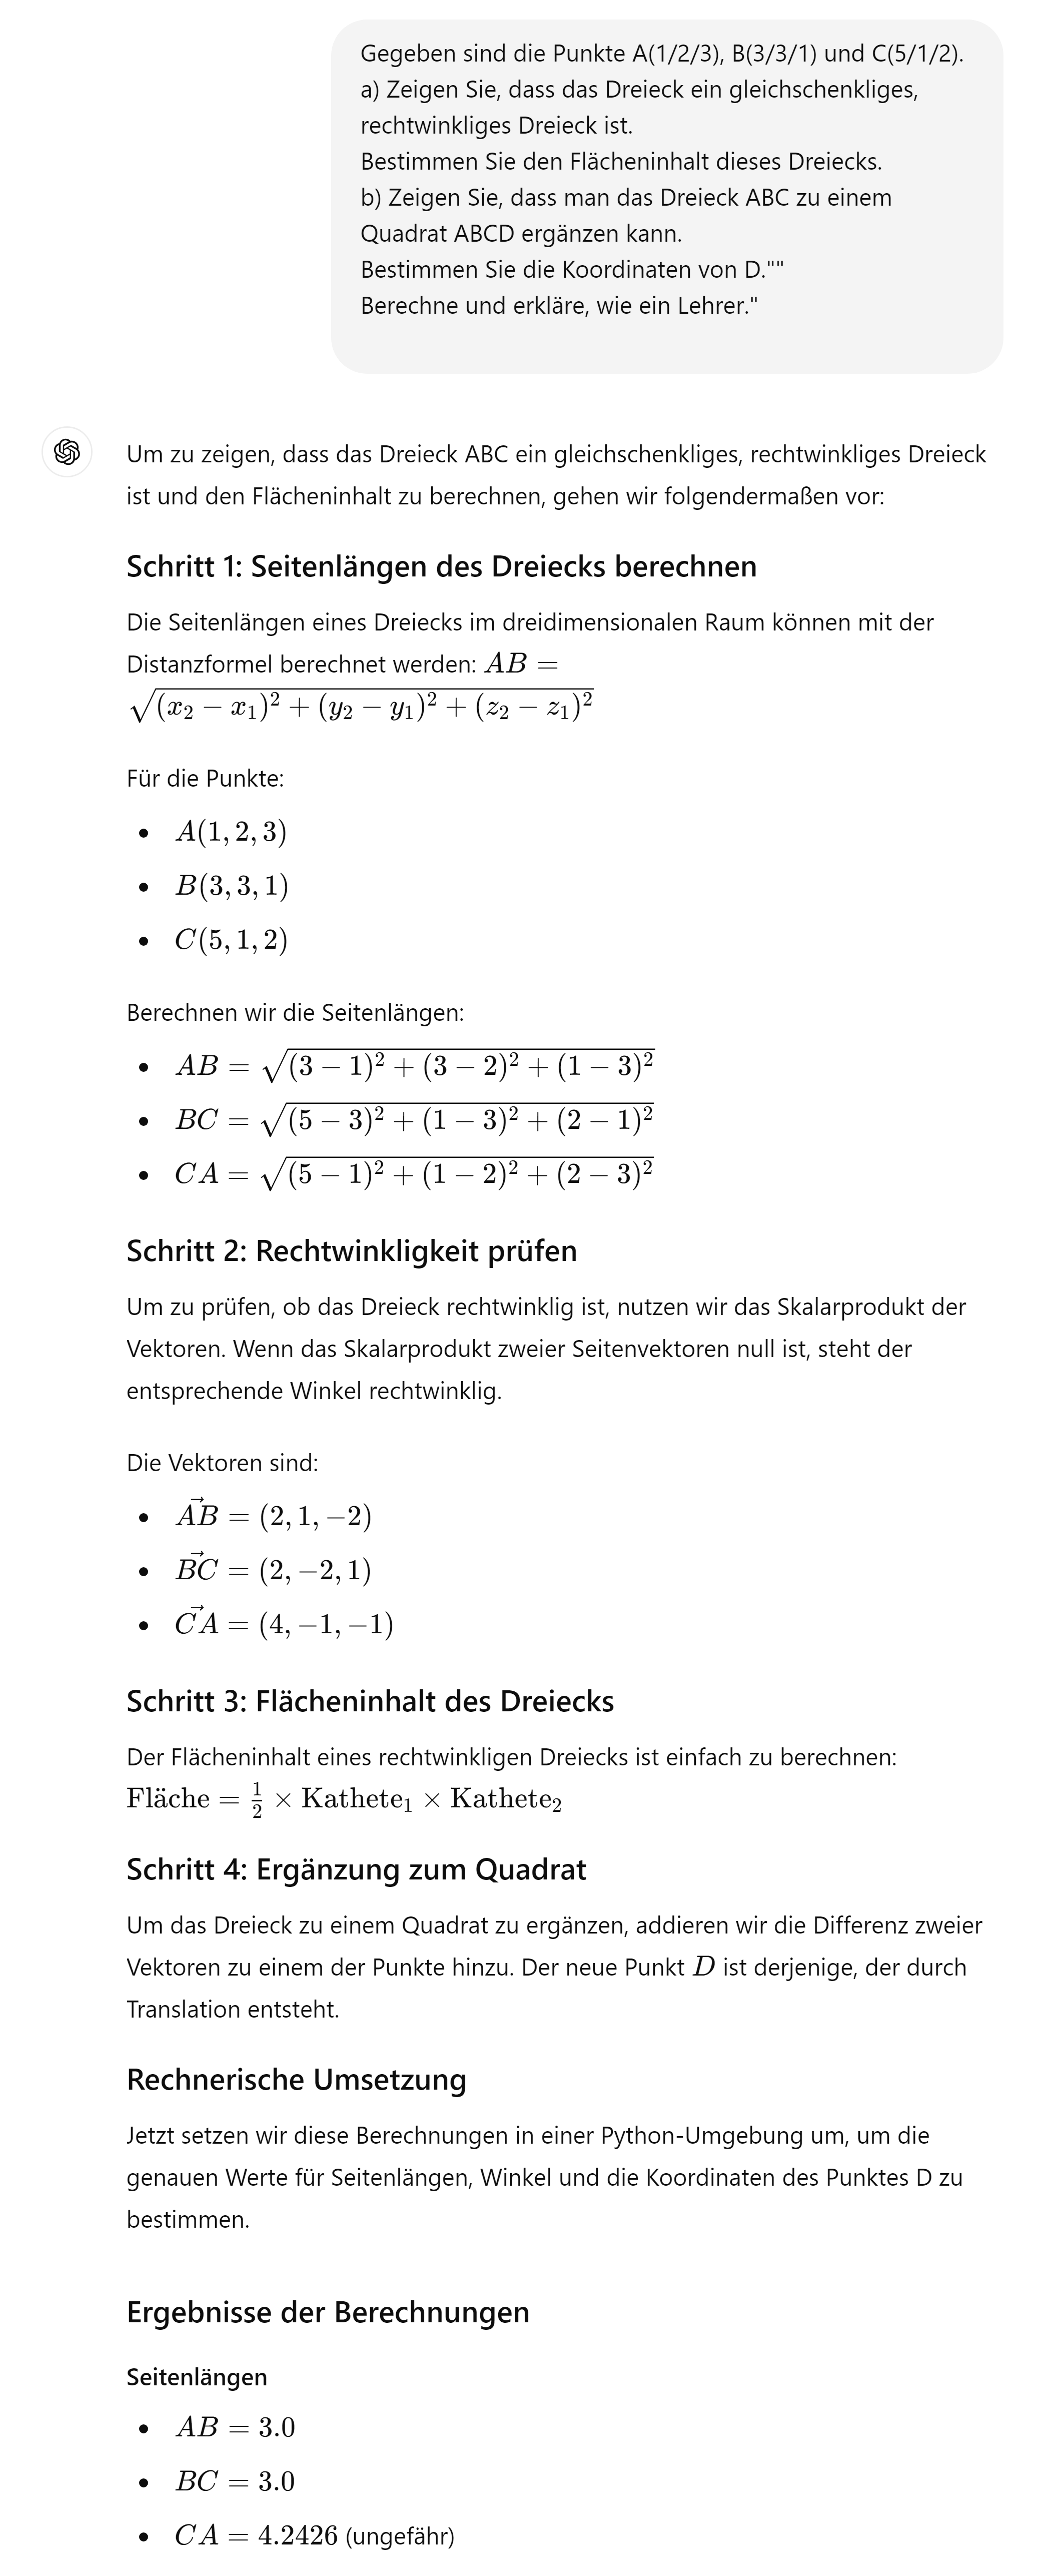 Gegeben sind die Punkte A(1/2/3), B(3/3/1) und C(5/1/2).
a) Zeigen Sie, dass das Dreieck ein gleichschenkliges,
rechtwinkliges Dreieck ist.
Bestimmen Sie den Flächeninhalt dieses Dreiecks.
b) Zeigen Sie, dass man das Dreieck ABC zu einem
Quadrat ABCD ergänzen kann.
Bestimmen Sie die Koordinaten von D.""
Berechne und erkläre, wie ein Lehrer."
Um zu zeigen, dass das Dreieck ABC ein gleichschenkliges, rechtwinkliges Dreieck
ist und den Flächeninhalt zu berechnen, gehen wir folgendermaßen vor:
Schritt 1: Seitenlängen des Dreiecks berechnen
Die Seitenlängen eines Dreiecks im dreidimensionalen Raum können mit der
Distanzformel berechnet werden: $AB =$
$\sqrt{(x_2 - x_1)^2 + (y_2 - y_1)^2 + (z_2 - z_1)^2}$
Für die Punkte:
• $A(1, 2, 3)$
• $B(3, 3, 1)$
• $C(5, 1, 2)$
Berechnen wir die Seitenlängen:
• $AB = \sqrt{(3 - 1)^2 + (3 - 2)^2 + (1 - 3)^2}$
• $BC = \sqrt{(5 - 3)^2 + (1 - 3)^2 + (2 - 1)^2}$
• $CA = \sqrt{(5 - 1)^2 + (1 - 2)^2 + (2 - 3)^2}$
Schritt 2: Rechtwinkligkeit prüfen
Um zu prüfen, ob das Dreieck rechtwinklig ist, nutzen wir das Skalarprodukt der
Vektoren. Wenn das Skalarprodukt zweier Seitenvektoren null ist, steht der
entsprechende Winkel rechtwinklig.
Die Vektoren sind:
• $\vec{AB} = (2, 1, -2)$
• $\vec{BC} = (2, -2, 1)$
• $\vec{CA} = (4, -1, -1)$
Schritt 3: Flächeninhalt des Dreiecks
Der Flächeninhalt eines rechtwinkligen Dreiecks ist einfach zu berechnen:
$\text{Fläche} = \frac{1}{2} \times \text{Kathete}_1 \times \text{Kathete}_2$
Schritt 4: Ergänzung zum Quadrat
Um das Dreieck zu einem Quadrat zu ergänzen, addieren wir die Differenz zweier
Vektoren zu einem der Punkte hinzu. Der neue Punkt $D$ ist derjenige, der durch
Translation entsteht.
Rechnerische Umsetzung
Jetzt setzen wir diese Berechnungen in einer Python-Umgebung um, um die
genauen Werte für Seitenlängen, Winkel und die Koordinaten des Punktes D zu
bestimmen.
Ergebnisse der Berechnungen
Seitenlängen
• $AB = 3.0$
• $BC = 3.0$
• $CA = 4.2426$ (ungefähr)